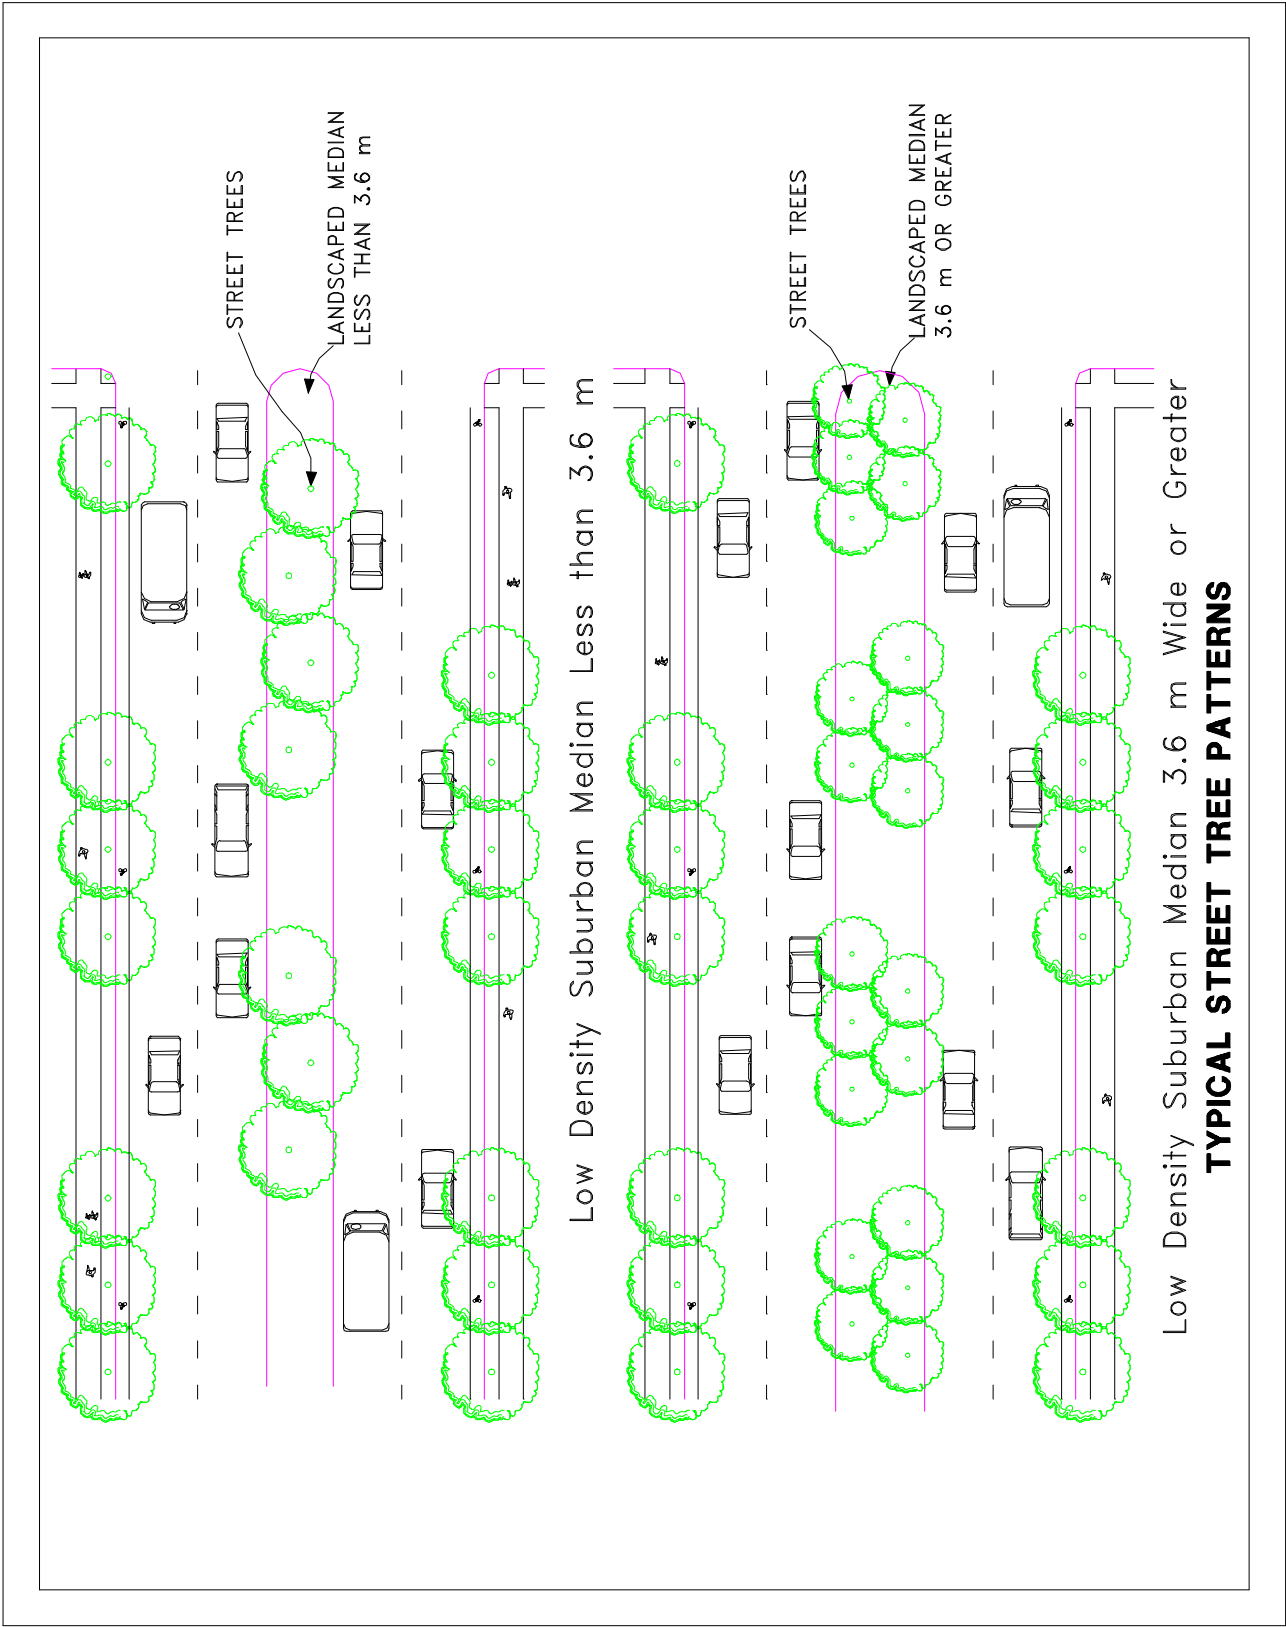 STREET TREES
LANDSCAPED MEDIAN
LESS THAN 3.6 m
Low Density Suburban Median Less than 3.6 m
STREET TREES
LANDSCAPED MEDIAN
3.6 m OR GREATER
Low Density Suburban Median 3.6 m Wide or Greater
TYPICAL STREET TREE PATTERNS